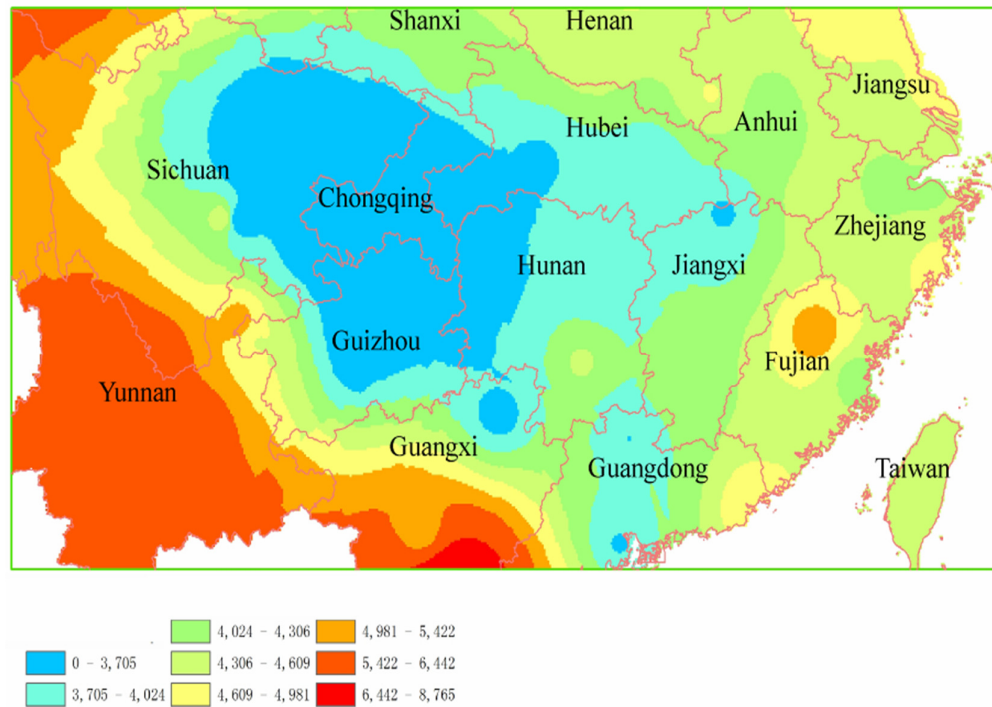 Shanxi
Henan
Jiangsu
Anhui
Hubei
Sichuan
Chongqing
Zhejiang
Hunan
Jiangxi
Guizhou
Fujian
Yunnan
Guangxi
Guangdong
Taiwan
4,024 - 4,306
4,981 - 5,422
0 - 3,705
4,306 - 4,609
5,422 - 6,442
3,705 - 4,024
4,609 - 4,981
6,442 - 8,765